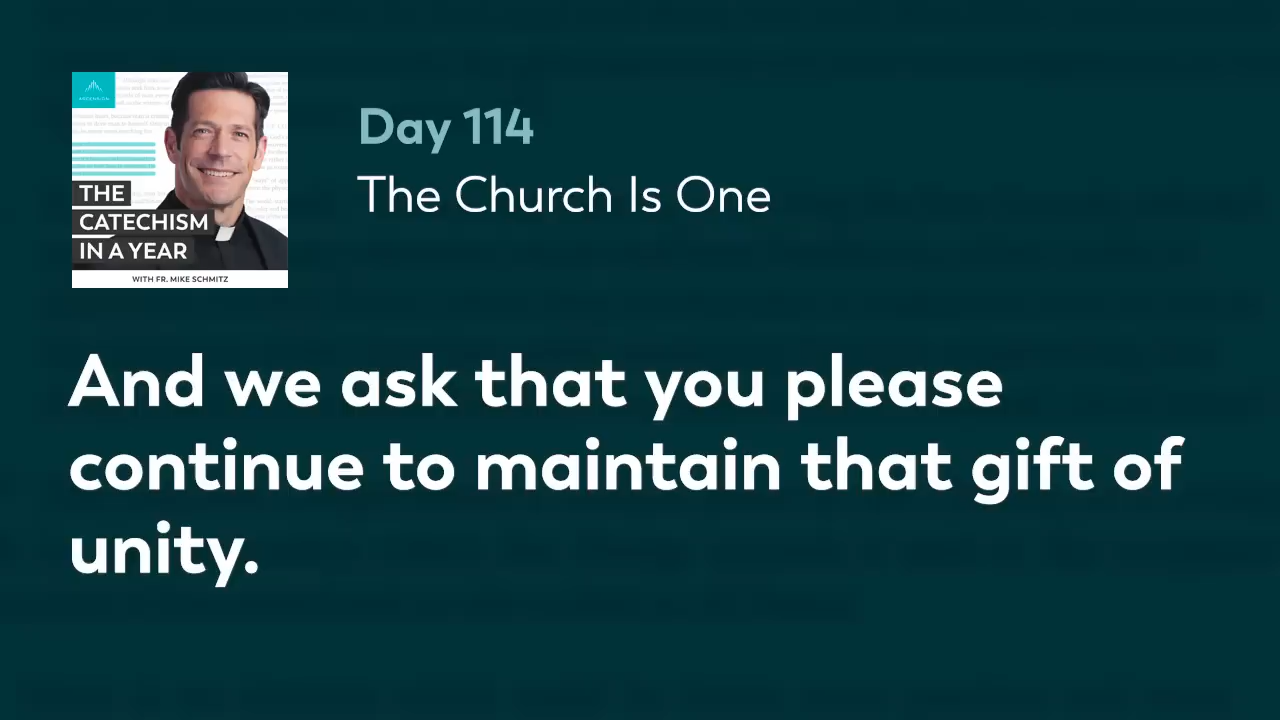 ASCENSION
THE
CATECHISM
IN A YEAR
WITH FR. MIKE SCHMITZ
Day 114
The Church Is One
And we ask that you please
continue to maintain that gift of
unity.